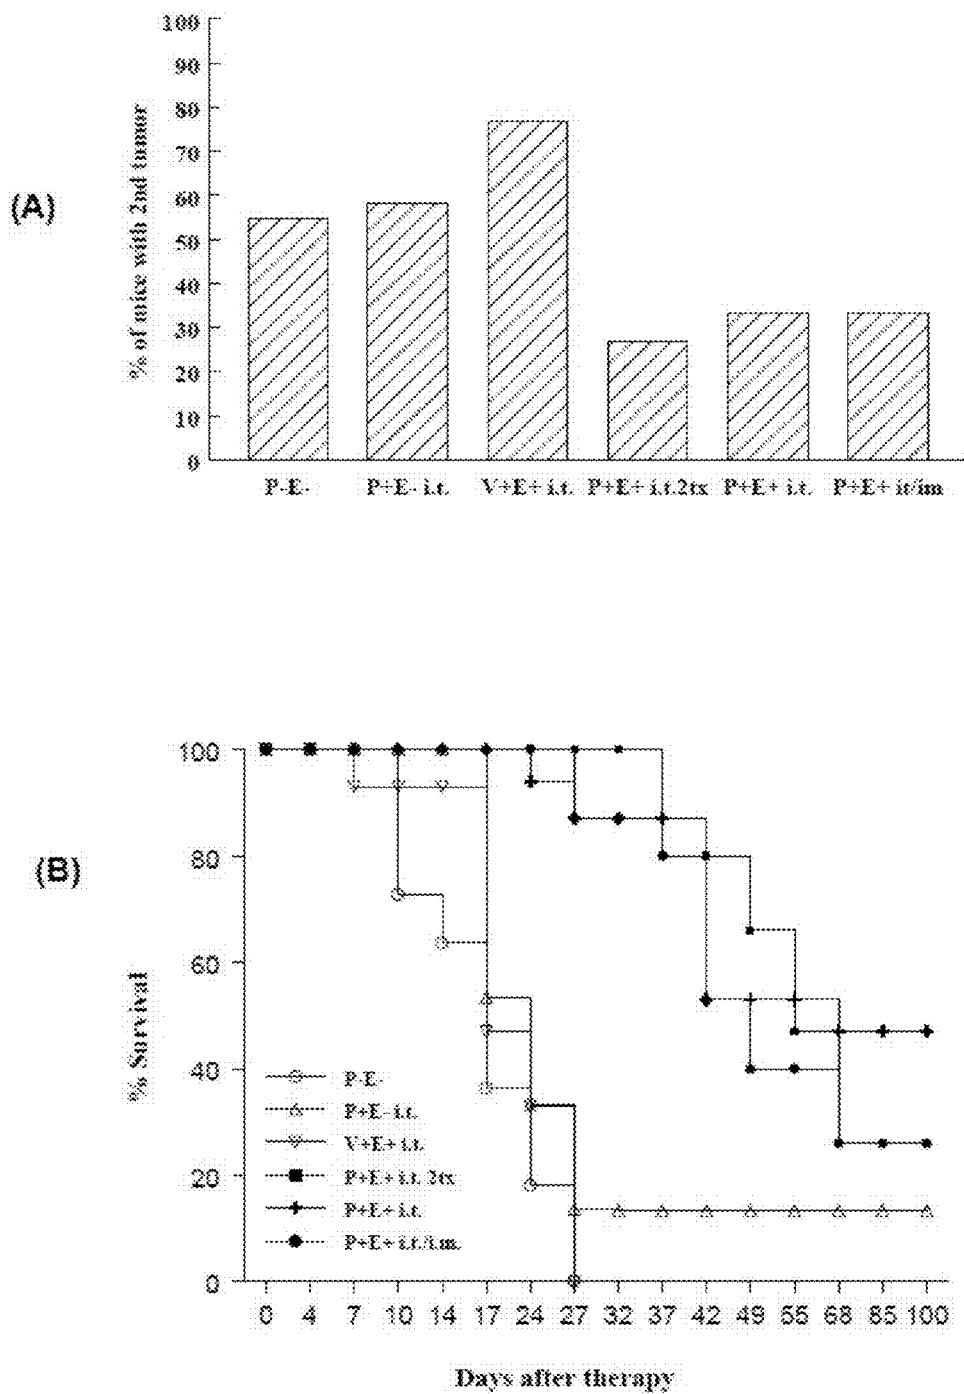 (A)
% of mice with 2nd tumor
100
90
80
70
60
50
40
30
20
10
0
P-E-
P+E- i.t.
V+E+ i.t.
P+E+ i.t.2tx
P+E+ i.t.
P+E+ it/im
(B)
% Survival
100
80
60
40
20
0
P-E-
P+E- i.t.
V+E+ i.t.
P+E+ i.t. 2tx
P+E+ i.t.
P+E+ i.t./i.m.
0 4 7 10 14 17 24 27 32 37 42 49 55 68 85 100
Days after therapy